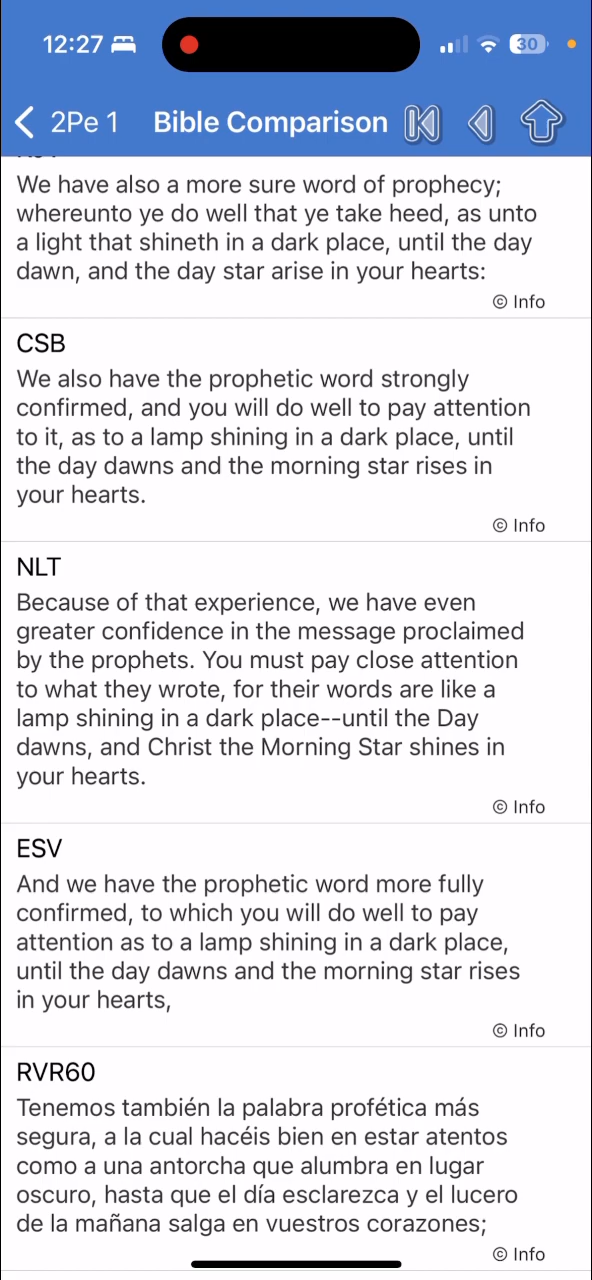 12:27
30
2Pe 1 Bible Comparison
We have also a more sure word of prophecy;
whereunto ye do well that ye take heed, as unto
a light that shineth in a dark place, until the day
dawn, and the day star arise in your hearts:
© Info
CSB
We also have the prophetic word strongly
confirmed, and you will do well to pay attention
to it, as to a lamp shining in a dark place, until
the day dawns and the morning star rises in
your hearts.
© Info
NLT
Because of that experience, we have even
greater confidence in the message proclaimed
by the prophets. You must pay close attention
to what they wrote, for their words are like a
lamp shining in a dark place--until the Day
dawns, and Christ the Morning Star shines in
your hearts.
© Info
ESV
And we have the prophetic word more fully
confirmed, to which you will do well to pay
attention as to a lamp shining in a dark place,
until the day dawns and the morning star rises
in your hearts,
© Info
RVR60
Tenemos también la palabra profética más
segura, a la cual hacéis bien en estar atentos
como a una antorcha que alumbra en lugar
oscuro, hasta que el día esclarezca y el lucero
de la mañana salga en vuestros corazones;
© Info